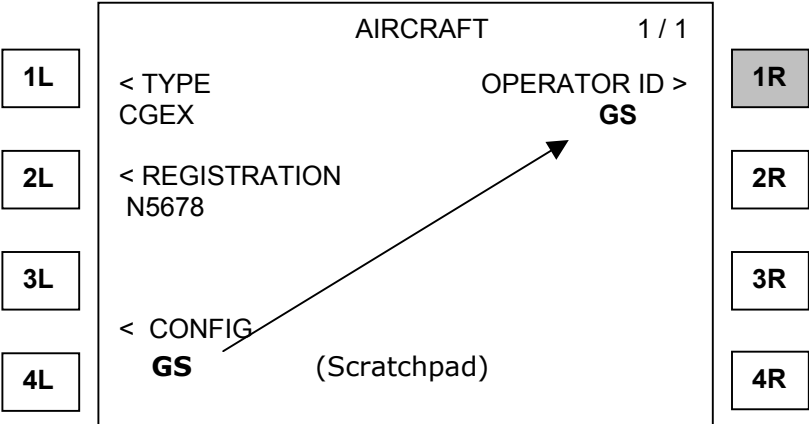 AIRCRAFT 1 / 1
1L < TYPE OPERATOR ID > 1R
CGEX GS
2L < REGISTRATION 2R
N5678
3L 3R
< CONFIG
4L GS (Scratchpad) 4R